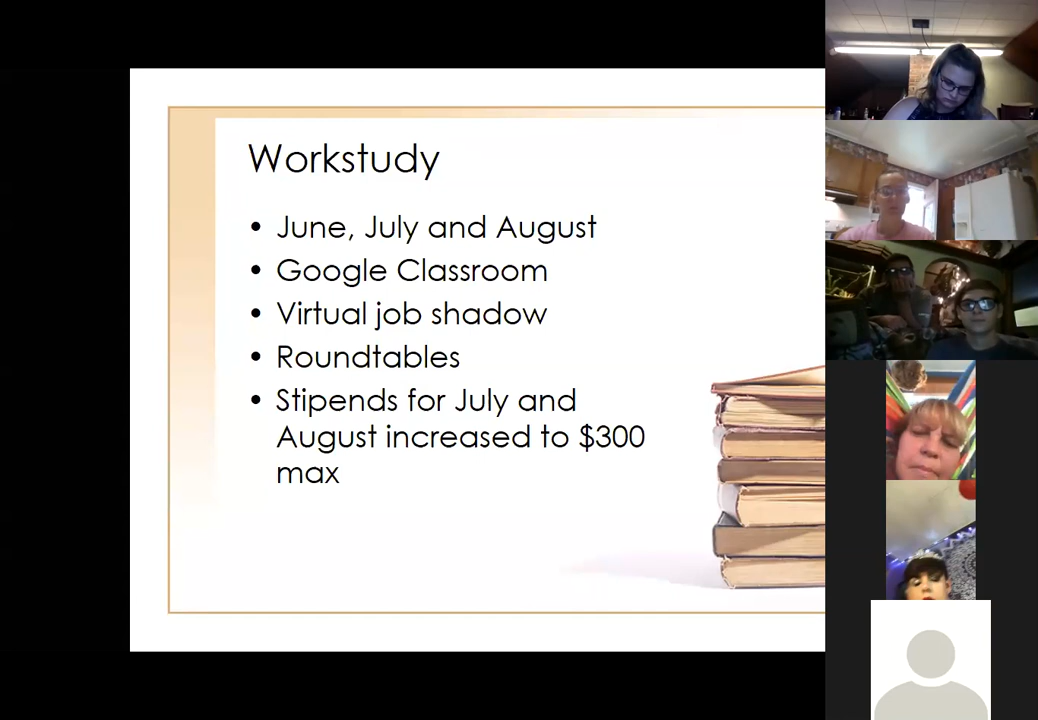 Workstudy
• June, July and August
• Google Classroom
• Virtual job shadow
• Roundtables
• Stipends for July and
August increased to $300
max